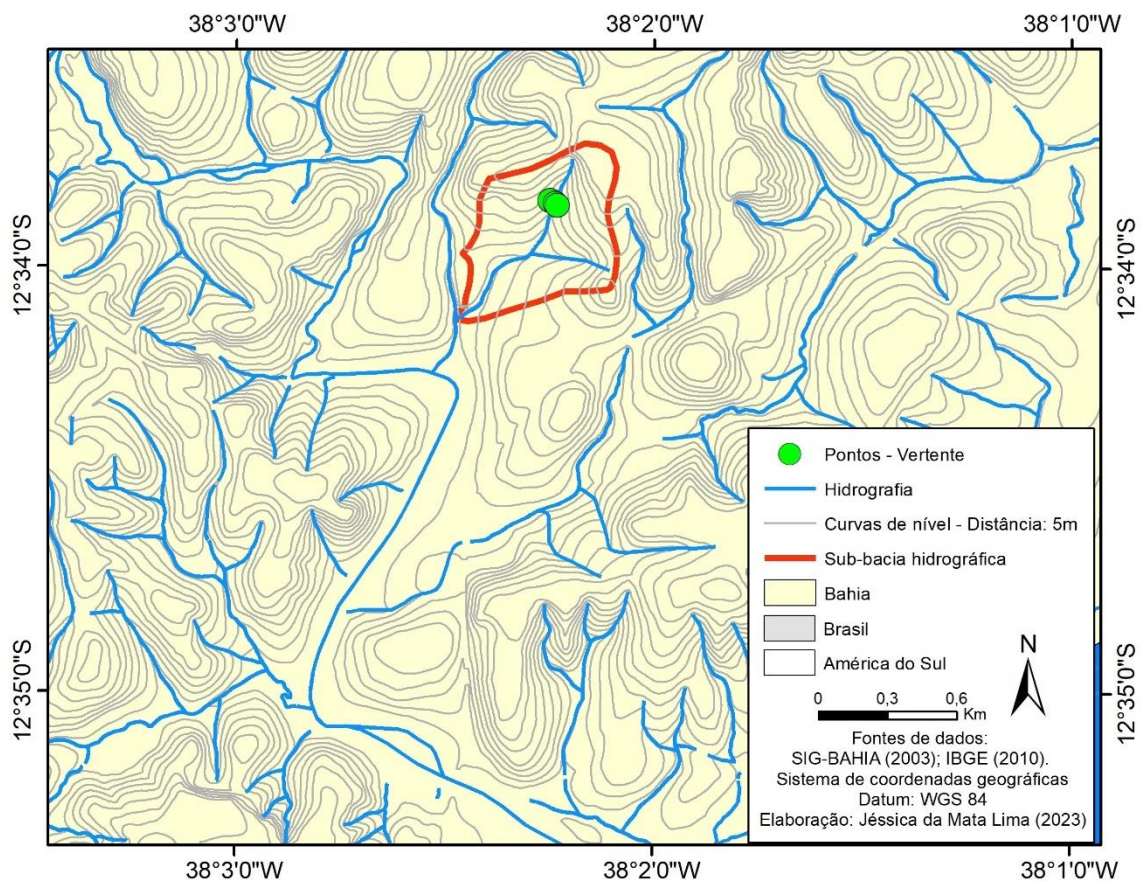 38°3'0"W
38°2'0"W
38°1'0"W
12°34'0"S
12°34'0"S
Pontos - Vertente
Hidrografia
Curvas de nível - Distância: 5m
Sub-bacia hidrográfica
Bahia
Brasil
América do Sul
N
0 0,3 0,6
Km
Fontes de dados:
SIG-BAHIA (2003); IBGE (2010).
Sistema de coordenadas geográficas
Datum: WGS 84
Elaboração: Jéssica da Mata Lima (2023)
12°35'0"S
12°35'0"S
38°3'0"W
38°2'0"W
38°1'0"W